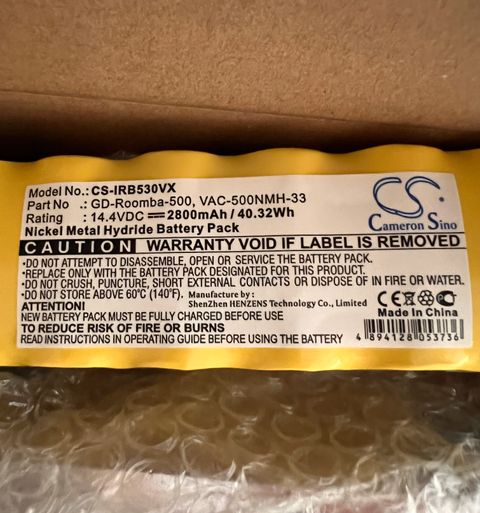 Model No.: CS-IRB530VX
Part No .: GD-Roomba-500, VAC-500NMH-33
Rating : 14.4VDC 2800mAh / 40.32Wh
Nickel Metal Hydride Battery Pack
CS
Cameron Sino
CAUTION WARRANTY VOID IF LABEL IS REMOVED
•DO NOT ATTEMPT TO DISASSEMBLE, OPEN OR SERVICE THE BATTERY.
•REPLACE ONLY WITH THE BATTERY PACK DESIGNATED FOR THIS PRODUCT.
•DO NOT CRUSH, PUNCTURE, SHORT EXTERNAL CONTACTS OR DISPOSE OF IN FIRE OR WATER.
•DO NOT STORE ABOVE 60°C (140°F).
Manufacture by :
ShenZhen HENZENS Technology Co., Limited
CE
Made In China
ATTENTION!
NEW BATTERY PACK MUST BE FULLY CHARGED BEFORE USE
TO REDUCE RISK OF FIRE OR BURNS
READ INSTRUCTIONS IN OPERATING GUIDE BEFORE USING THE BATTERY
4 894128 053736